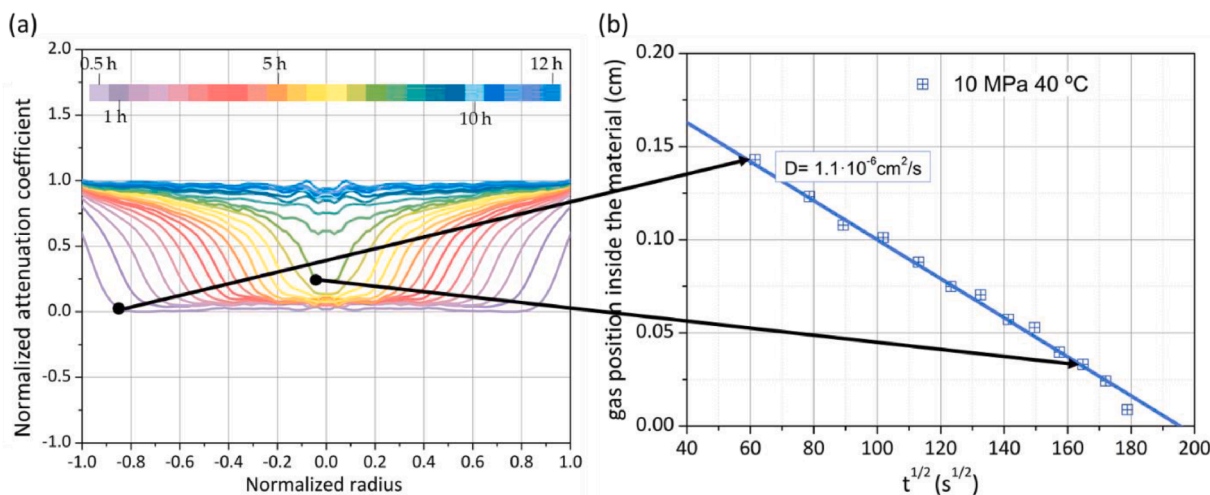 (a)
2.0
1.5
1.0
0.5
0.0
-0.5
-1.0
Normalized attenuation coefficient
0.5h
5 h
12 h
1 h
10 h
-1.0 -0.8 -0.6 -0.4 -0.2 0.0 0.2 0.4 0.6 0.8 1.0
Normalized radius
(b)
0.20
0.15
0.10
0.05
0.00
gas position inside the material (cm)
10 MPa 40 ºC
D= 1.1·10⁻⁶cm²/s
40 60 80 100 120 140 160 180 200
t^1/2 (s^1/2)